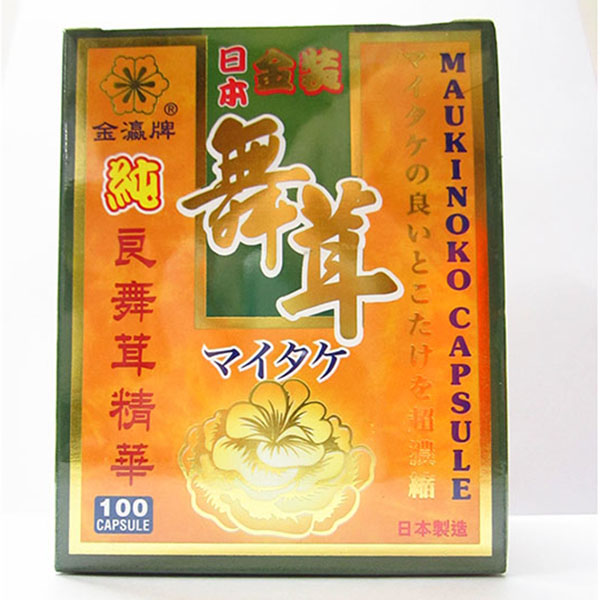 金瀛牌
®
純
良舞茸精華
100
CAPSULE
日本
金装
舞茸
マイタケ
MAUKINOKO CAPSULE
マイタケの良いとこたけを超濃縮
日本製造